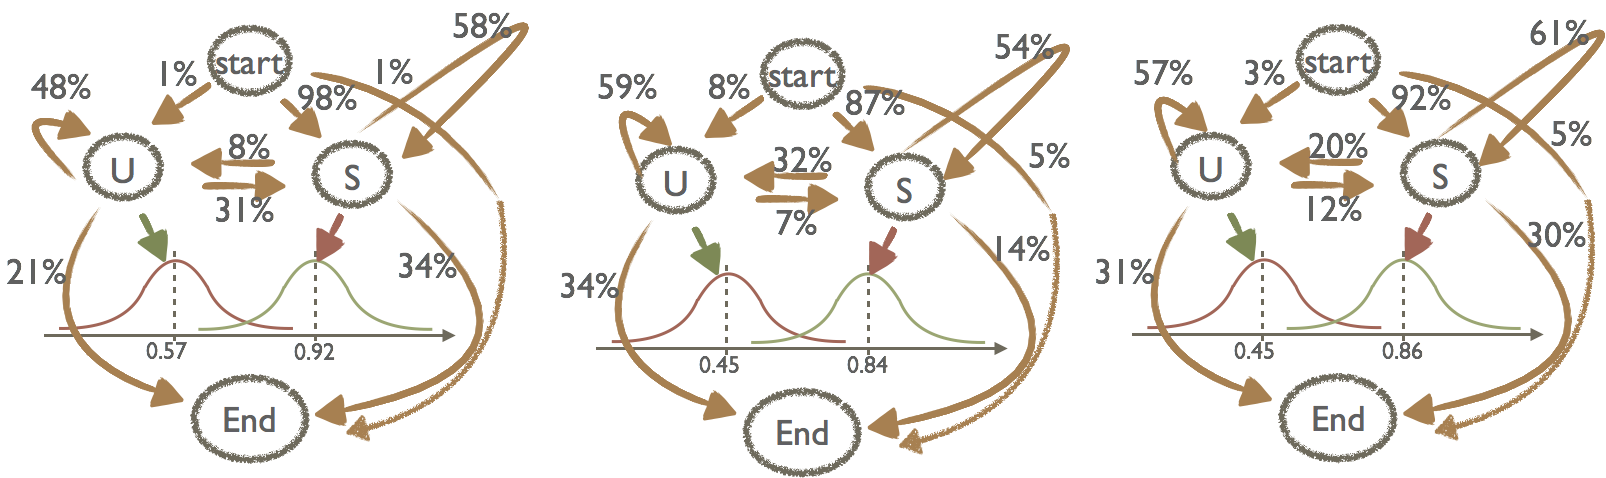 58%
start
1%
1%
48%
98%
8%
U
S
31%
21%
34%
0.57
0.92
End
54%
start
59%
8%
87%
32%
5%
U
S
7%
14%
34%
0.45
0.84
End
61%
start
57%
3%
92%
20%
5%
U
S
12%
30%
31%
0.45
0.86
End